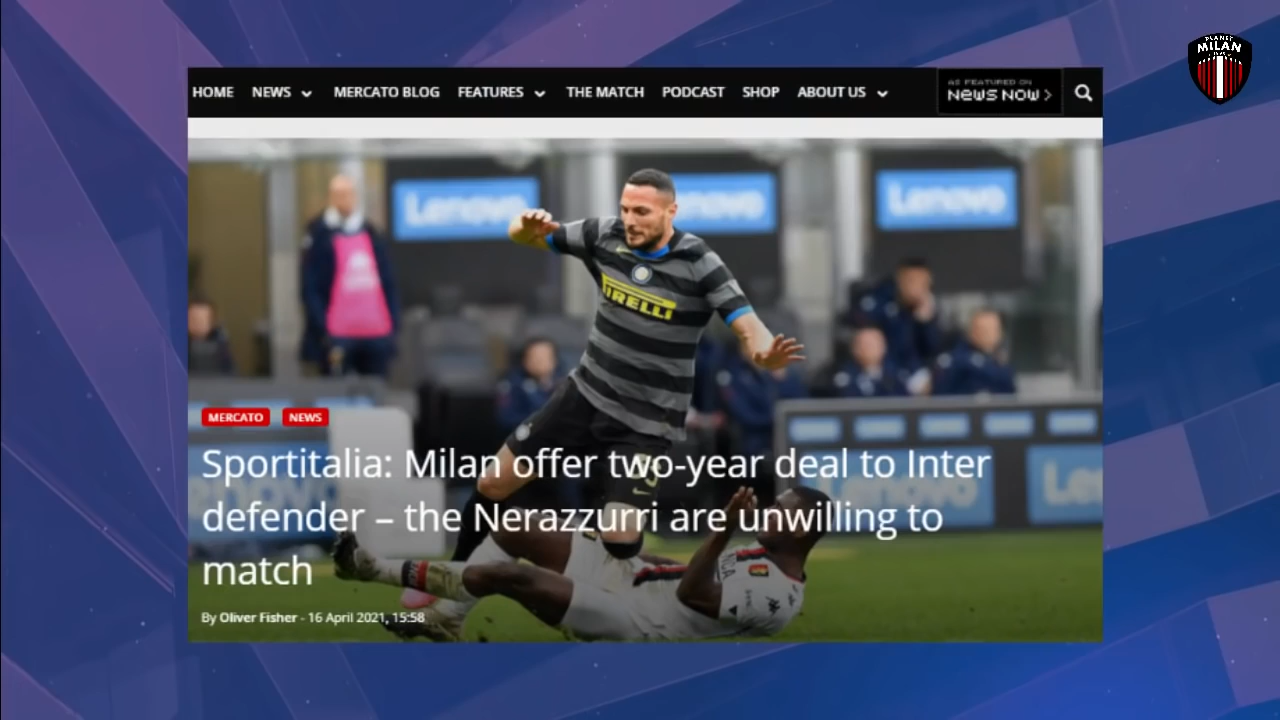 PLANET
MILAN
HOME NEWS MERCATO BLOG FEATURES THE MATCH PODCAST SHOP ABOUT US
AS FEATURED ON
NEWS NOW
Lenovo
Lenovo
Lenovo
PIRELLI
MERCATO NEWS
Sportitalia: Milan offer two-year deal to Inter
defender – the Nerazzurri are unwilling to
match
By Oliver Fisher - 16 April 2021, 15:58